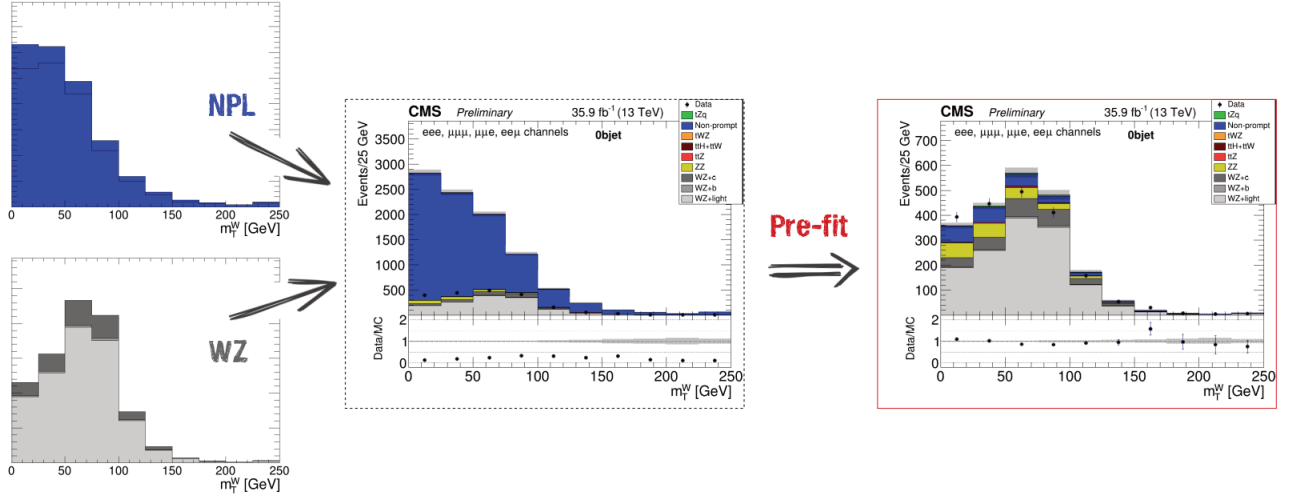 NPL
0 50 100 150 200 250
m_T^W [GeV]
WZ
0 50 100 150 200 250
m_T^W [GeV]
CMS Preliminary 35.9 fb⁻¹ (13 TeV)
eee, μμμ, μμe, eeμ channels 0bjet
Data
tZq
Non-prompt
tWZ
ttH+ttW
ttZ
ZZ
WZ+c
WZ+b
WZ+light
Events/25 GeV
3500
3000
2500
2000
1500
1000
500
Data/MC
2
1
0 50 100 150 200 250
m_T^W [GeV]
Pre-fit
CMS Preliminary 35.9 fb⁻¹ (13 TeV)
eee, μμμ, μμe, eeμ channels 0bjet
Data
tZq
Non-prompt
tWZ
ttH+ttW
ttZ
ZZ
WZ+c
WZ+b
WZ+light
Events/25 GeV
700
600
500
400
300
200
100
Data/MC
2
1
0 50 100 150 200 250
m_T^W [GeV]